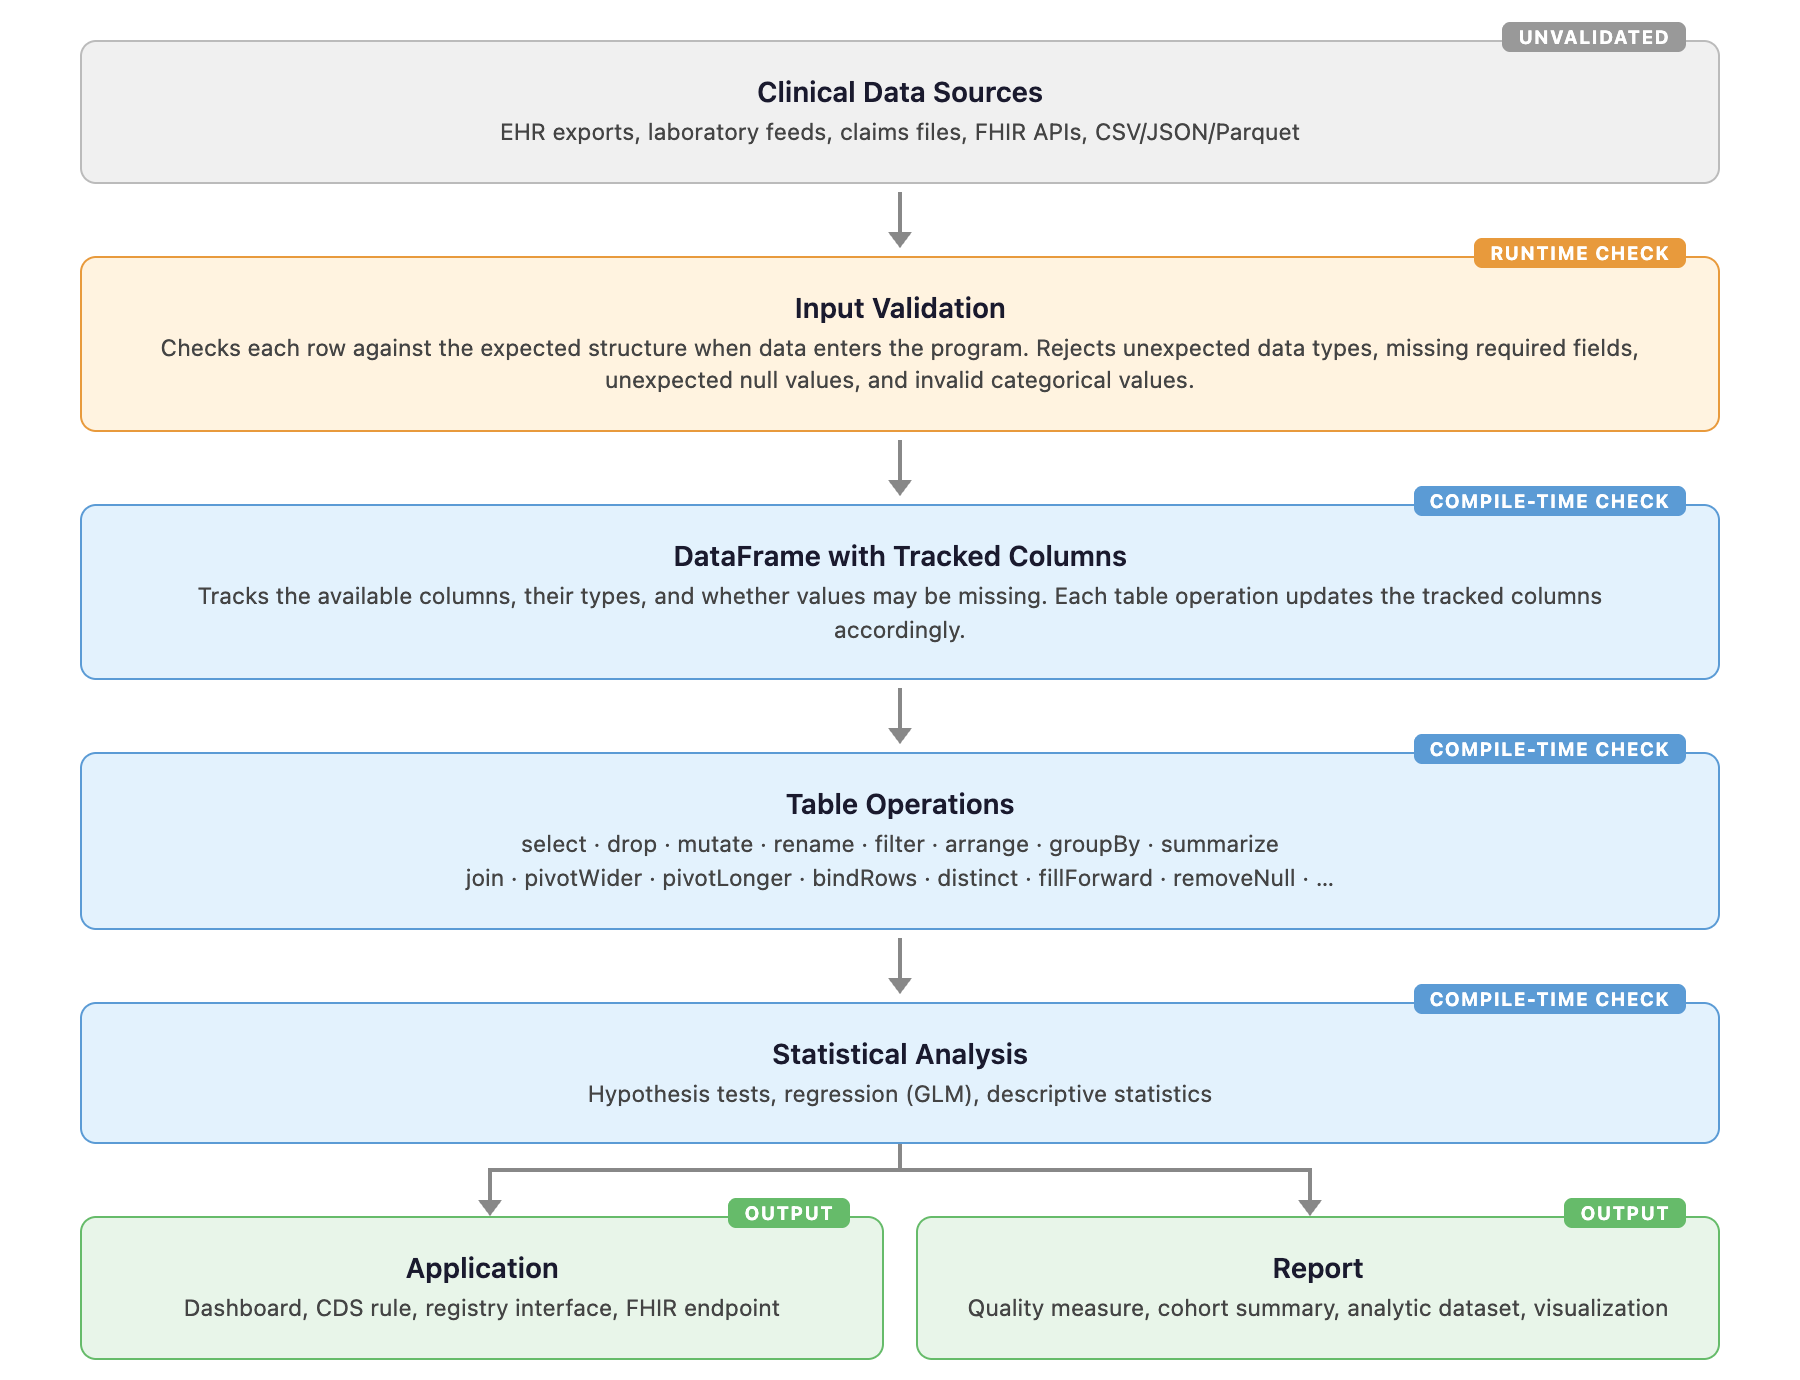 UNVALIDATED
Clinical Data Sources
EHR exports, laboratory feeds, claims files, FHIR APIs, CSV/JSON/Parquet
RUNTIME CHECK
Input Validation
Checks each row against the expected structure when data enters the program. Rejects unexpected data types, missing required fields,
unexpected null values, and invalid categorical values.
COMPILE-TIME CHECK
DataFrame with Tracked Columns
Tracks the available columns, their types, and whether values may be missing. Each table operation updates the tracked columns
accordingly.
COMPILE-TIME CHECK
Table Operations
select · drop · mutate · rename · filter · arrange · groupBy · summarize
join · pivotWider · pivotLonger · bindRows · distinct · fillForward · removeNull · ...
COMPILE-TIME CHECK
Statistical Analysis
Hypothesis tests, regression (GLM), descriptive statistics
OUTPUT
Application
Dashboard, CDS rule, registry interface, FHIR endpoint
OUTPUT
Report
Quality measure, cohort summary, analytic dataset, visualization